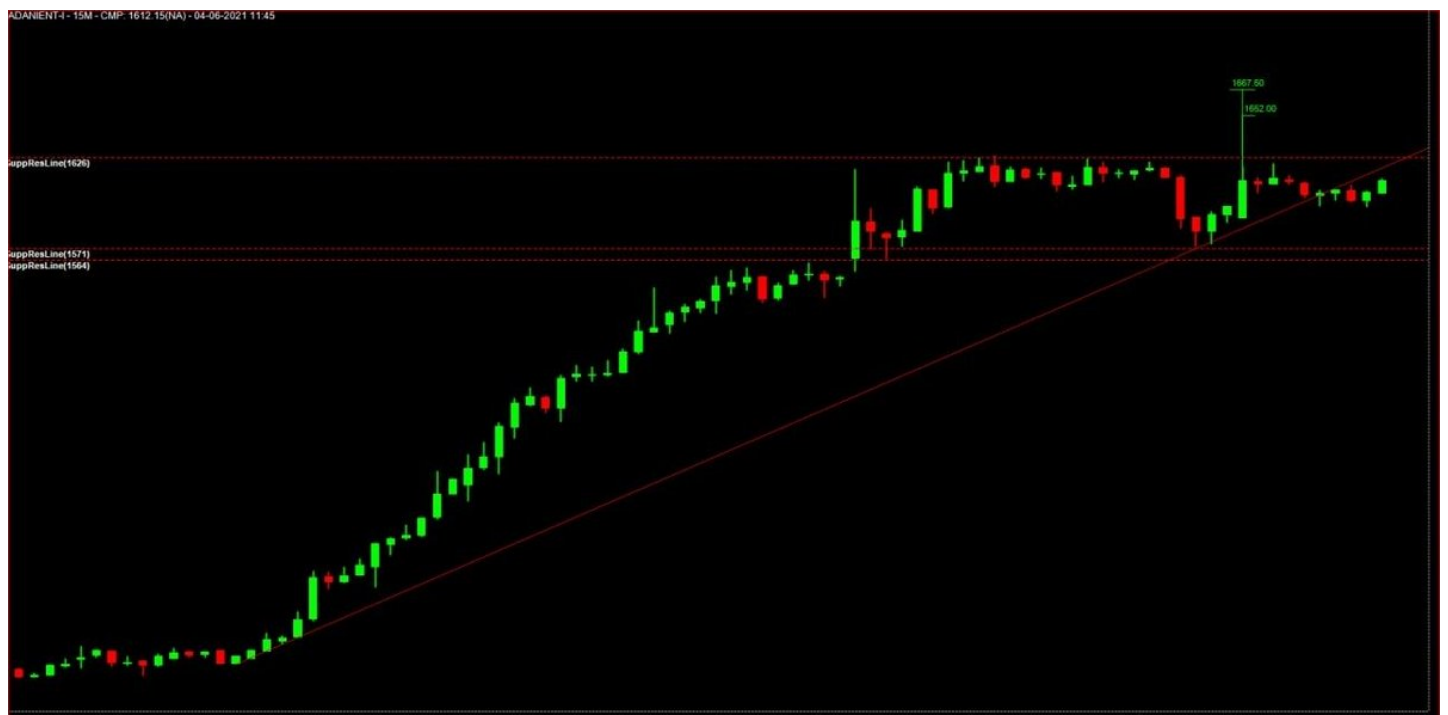 ADANIENT-I - 15M - CMP: 1612.15(NA) - 04-06-2021 11:45
1667.50
1652.00
SuppResLine(1626)
SuppResLine(1571)
SuppResLine(1564)